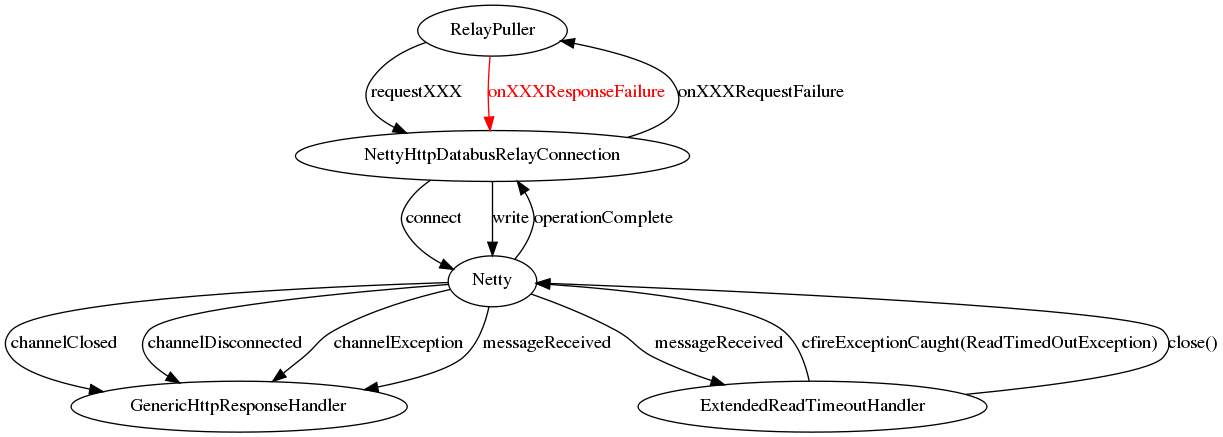 RelayPuller
requestXXX
onXXXResponseFailure
onXXXRequestFailure
NettyHttpDatabusRelayConnection
connect
write
operationComplete
Netty
channelClosed
channelDisconnected
channelException
messageReceived
messageReceived
cfireExceptionCaught(ReadTimedOutException)
close()
GenericHttpResponseHandler
ExtendedReadTimeoutHandler